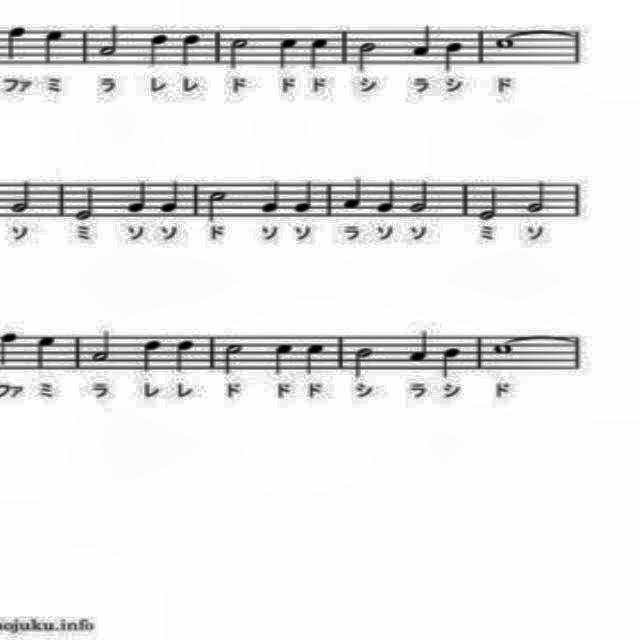 ファ ミ ラ レ レ ド ド ド シ ラ シ ド
ソ ミ ソ ソ ド ソ ソ ラ ソ ソ ミ ソ
ファ ミ ラ レ レ ド ド ド シ ラ シ ド
ojuku.info